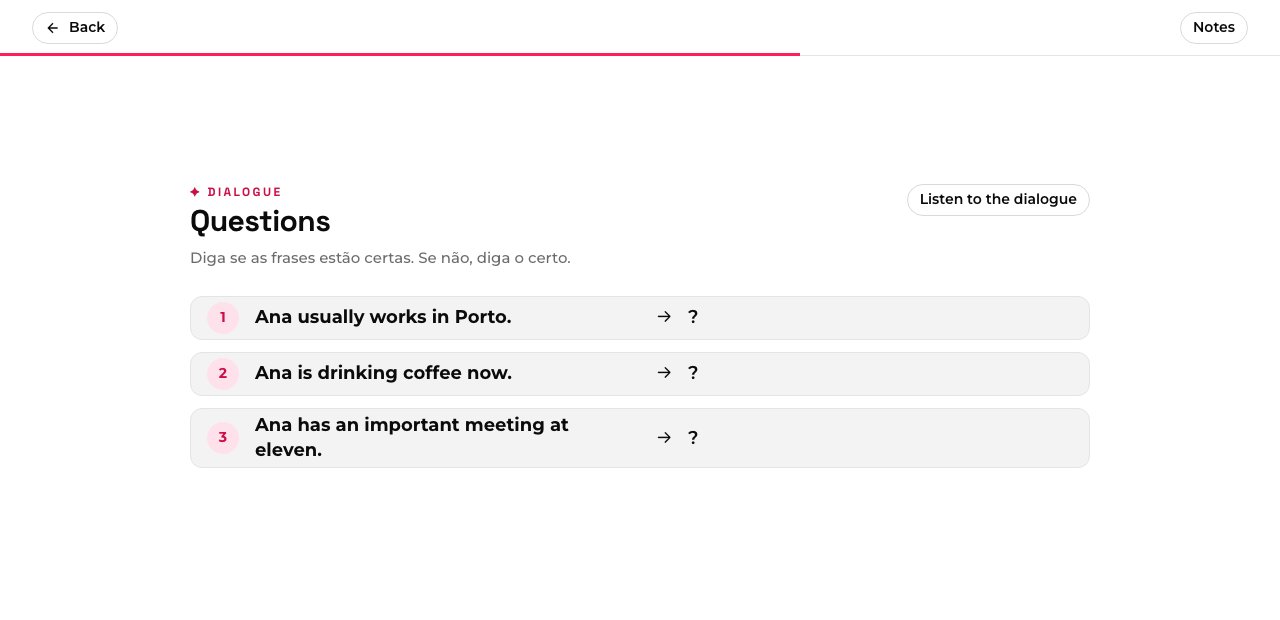 Back
Notes
DIALOGUE
Questions
Listen to the dialogue
Diga se as frases estão certas. Se não, diga o certo.
1 Ana usually works in Porto. → ?
2 Ana is drinking coffee now. → ?
3 Ana has an important meeting at
eleven. → ?